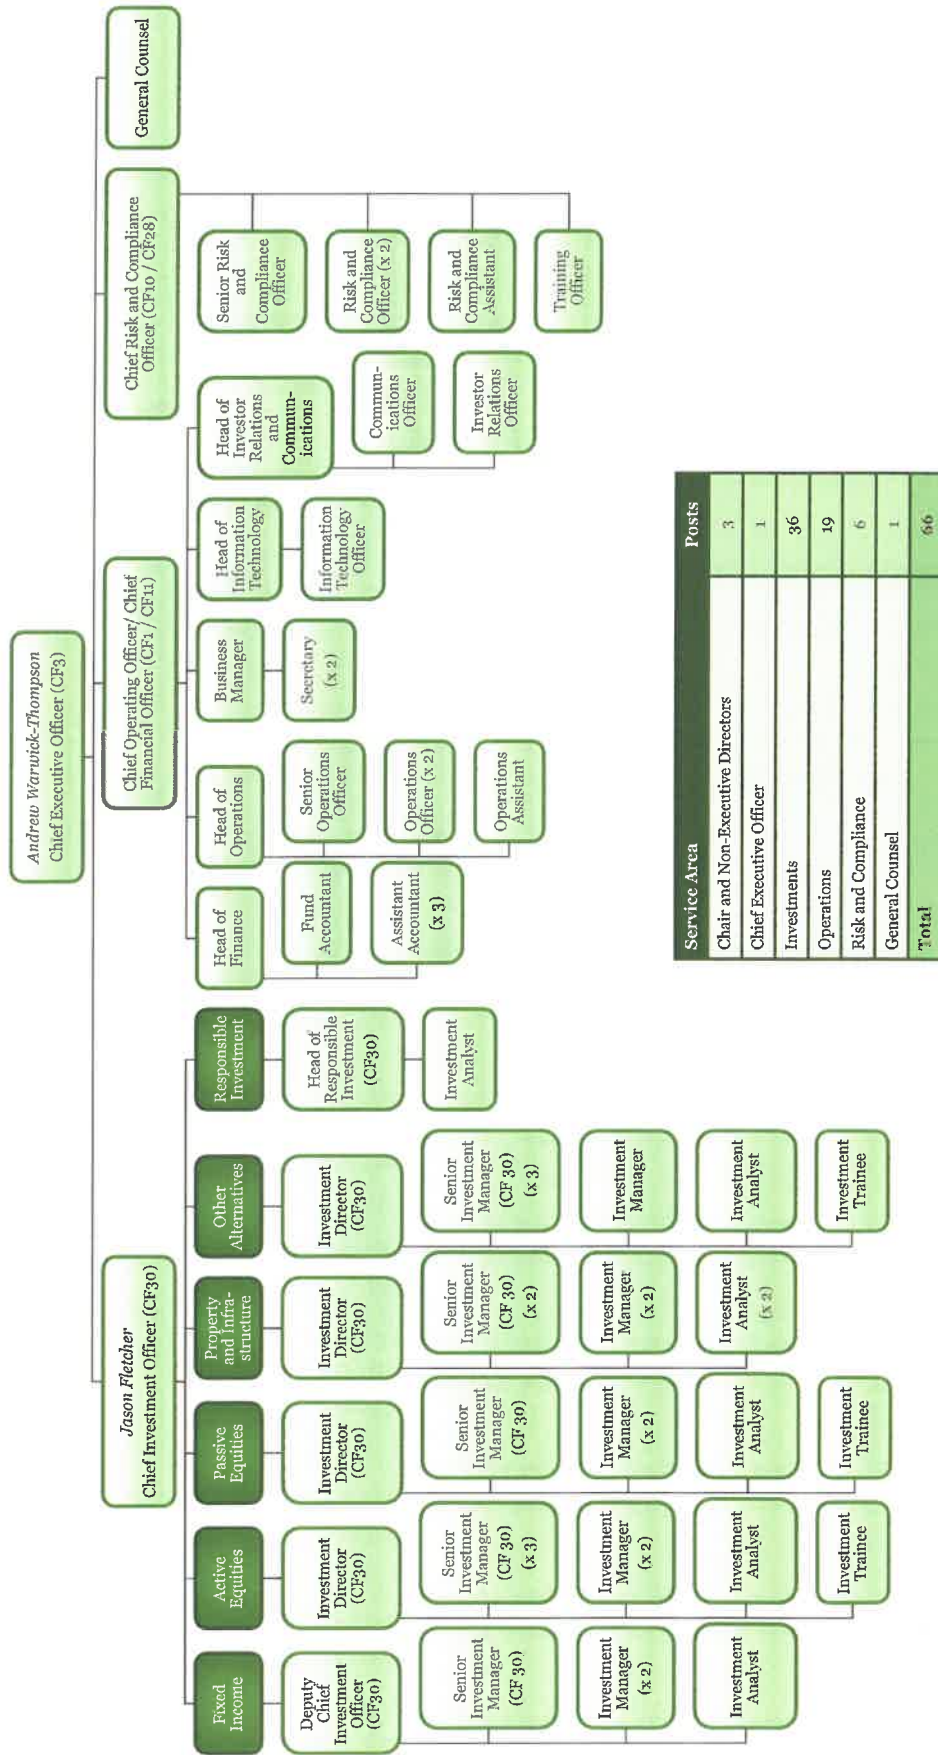 Andrew Warwick-Thompson
Chief Executive Officer (CF3)
Jason Fletcher
Chief Investment Officer (CF30)
Chief Operating Officer/ Chief
Financial Officer (CF1 / CF11)
Chief Risk and Compliance
Officer (CF10 / CF28)
General Counsel
Fixed
Income
Deputy
Chief
Investment
Officer
(CF30)
Senior
Investment
Manager
(CF 30)
Investment
Manager
(x 2)
Investment
Analyst
Active
Equities
Investment
Director
(CF30)
Senior
Investment
Manager
(CF 30)
(x 3)
Investment
Manager
(x 2)
Investment
Analyst
Investment
Trainee
Passive
Equities
Investment
Director
(CF30)
Senior
Investment
Manager
(CF 30)
Investment
Manager
(x 2)
Investment
Analyst
Investment
Trainee
Property
and Infra-
structure
Investment
Director
(CF30)
Senior
Investment
Manager
(CF 30)
(x 2)
Investment
Manager
(x 2)
Investment
Analyst
(x 2)
Other
Alternatives
Investment
Director
(CF30)
Senior
Investment
Manager
(CF 30)
(x 3)
Investment
Manager
Investment
Analyst
Investment
Trainee
Responsible
Investment
Head of
Responsible
Investment
(CF30)
Investment
Analyst
Head of
Finance
Fund
Accountant
Assistant
Accountant
(x 3)
Head of
Operations
Senior
Operations
Officer
Operations
Officer (x 2)
Operations
Assistant
Business
Manager
Secretary
(x 2)
Head of
Information
Technology
Information
Technology
Officer
Head of
Investor
Relations
and
Commun-
ications
Commun-
ications
Officer
Investor
Relations
Officer
Senior Risk
and
Compliance
Officer
Risk and
Compliance
Officer (x 2)
Risk and
Compliance
Assistant
Training
Officer
Service Area Posts
Chair and Non-Executive Directors 3
Chief Executive Officer 1
Investments 36
Operations 19
Risk and Compliance 6
General Counsel 1
Total 66